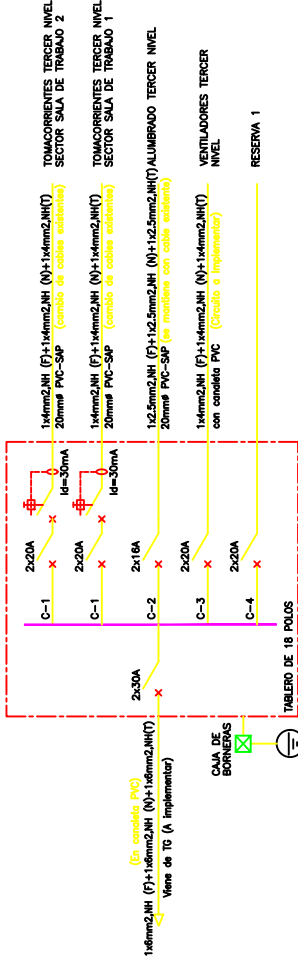 (En canaleta PVC)
1x6mm2,NH (F)+1x6mm2,NH (N)+1x6mm2,NH(T)
Viene de TG (A implementar)
2x30A
C-1
2x20A
Id=30mA
1x4mm2,NH (F)+1x4mm2,NH (N)+1x4mm2,NH(T)
20mmø PVC-SAP (cambio de cables existentes)
TOMACORRIENTES TERCER NIVEL
SECTOR SALA DE TRABAJO 2
C-1
2x20A
Id=30mA
1x4mm2,NH (F)+1x4mm2,NH (N)+1x4mm2,NH(T)
20mmø PVC-SAP (cambio de cables existentes)
TOMACORRIENTES TERCER NIVEL
SECTOR SALA DE TRABAJO 1
C-2
2x16A
1x2.5mm2,NH (F)+1x2.5mm2,NH (N)+1x2.5mm2,NH(T)
20mmø PVC-SAP (se mantiene con cable existente)
ALUMBRADO TERCER NIVEL
C-3
2x20A
1x4mm2,NH (F)+1x4mm2,NH (N)+1x4mm2,NH(T)
con canaleta PVC (Circuito a implementar)
VENTILADORES TERCER
NIVEL
C-4
2x20A
RESERVA 1
TABLERO DE 18 POLOS
CAJA DE
BORNERAS